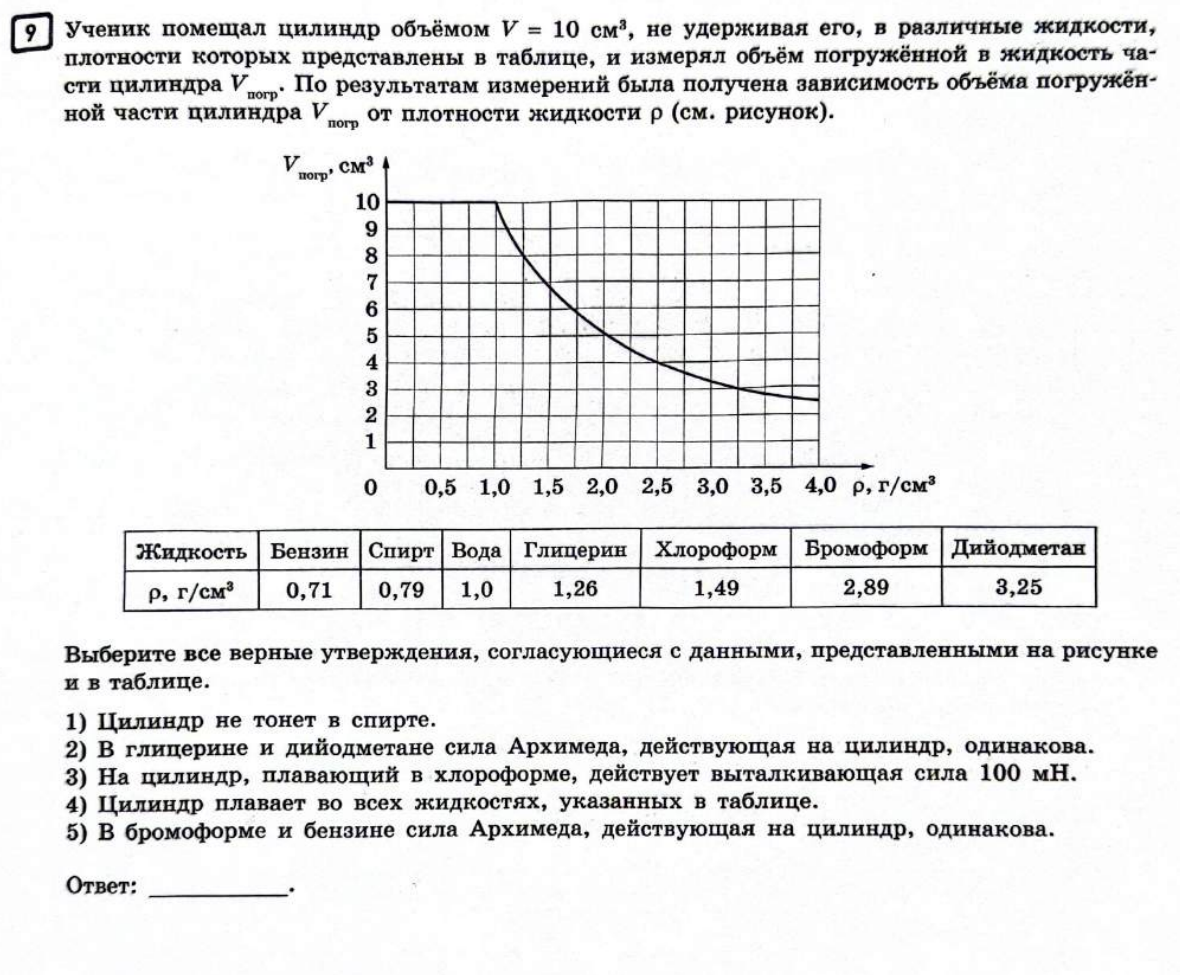 9 Ученик помещал цилиндр объёмом V = 10 см³, не удерживая его, в различные жидкости,
плотности которых представлены в таблице, и измерял объём погружённой в жидкость ча-
сти цилиндра Vпогр. По результатам измерений была получена зависимость объёма погружён-
ной части цилиндра Vпогр от плотности жидкости ρ (см. рисунок).
Vпогр, см³
10
9
8
7
6
5
4
3
2
1
0 0,5 1,0 1,5 2,0 2,5 3,0 3,5 4,0 ρ, г/см³
Жидкость Бензин Спирт Вода Глицерин Хлороформ Бромоформ Дийодметан
ρ, г/см³ 0,71 0,79 1,0 1,26 1,49 2,89 3,25
Выберите все верные утверждения, согласующиеся с данными, представленными на рисунке
и в таблице.
1) Цилиндр не тонет в спирте.
2) В глицерине и дийодметане сила Архимеда, действующая на цилиндр, одинакова.
3) На цилиндр, плавающий в хлороформе, действует выталкивающая сила 100 мН.
4) Цилиндр плавает во всех жидкостях, указанных в таблице.
5) В бромоформе и бензине сила Архимеда, действующая на цилиндр, одинакова.
Ответ: ____________.